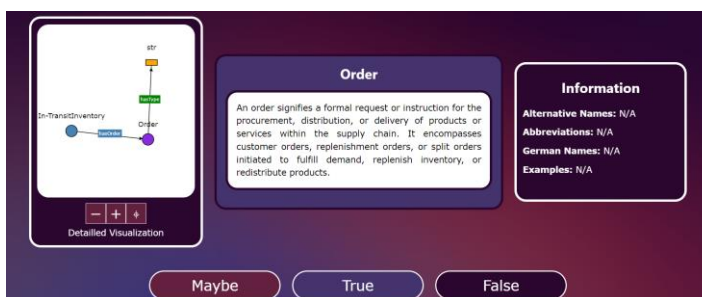 str
hasType
In-TransitInventory
Order
hasOrder
Detailled Visualization
Order
An order signifies a formal request or instruction for the
procurement, distribution, or delivery of products or
services within the supply chain. It encompasses
customer orders, replenishment orders, or split orders
initiated to fulfill demand, replenish inventory, or
redistribute products.
Information
Alternative Names: N/A
Abbreviations: N/A
German Names: N/A
Examples: N/A
Maybe
True
False